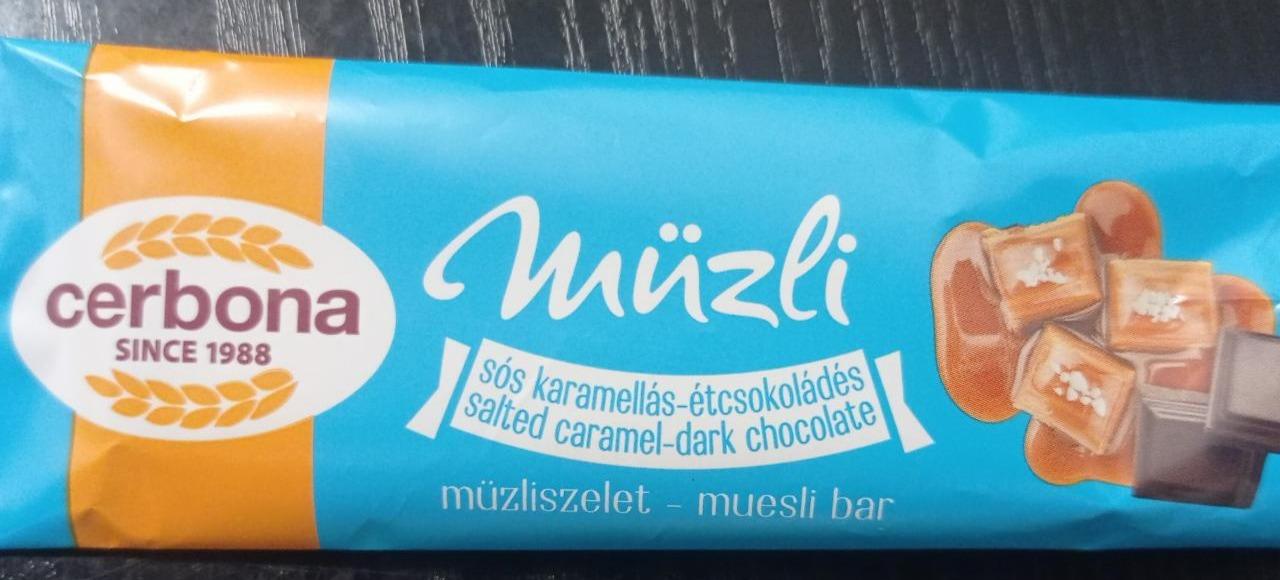 cerbona
SINCE 1988
müzli
sós karamellás-étcsokoládés
salted caramel-dark chocolate
müzliszelet - muesli bar